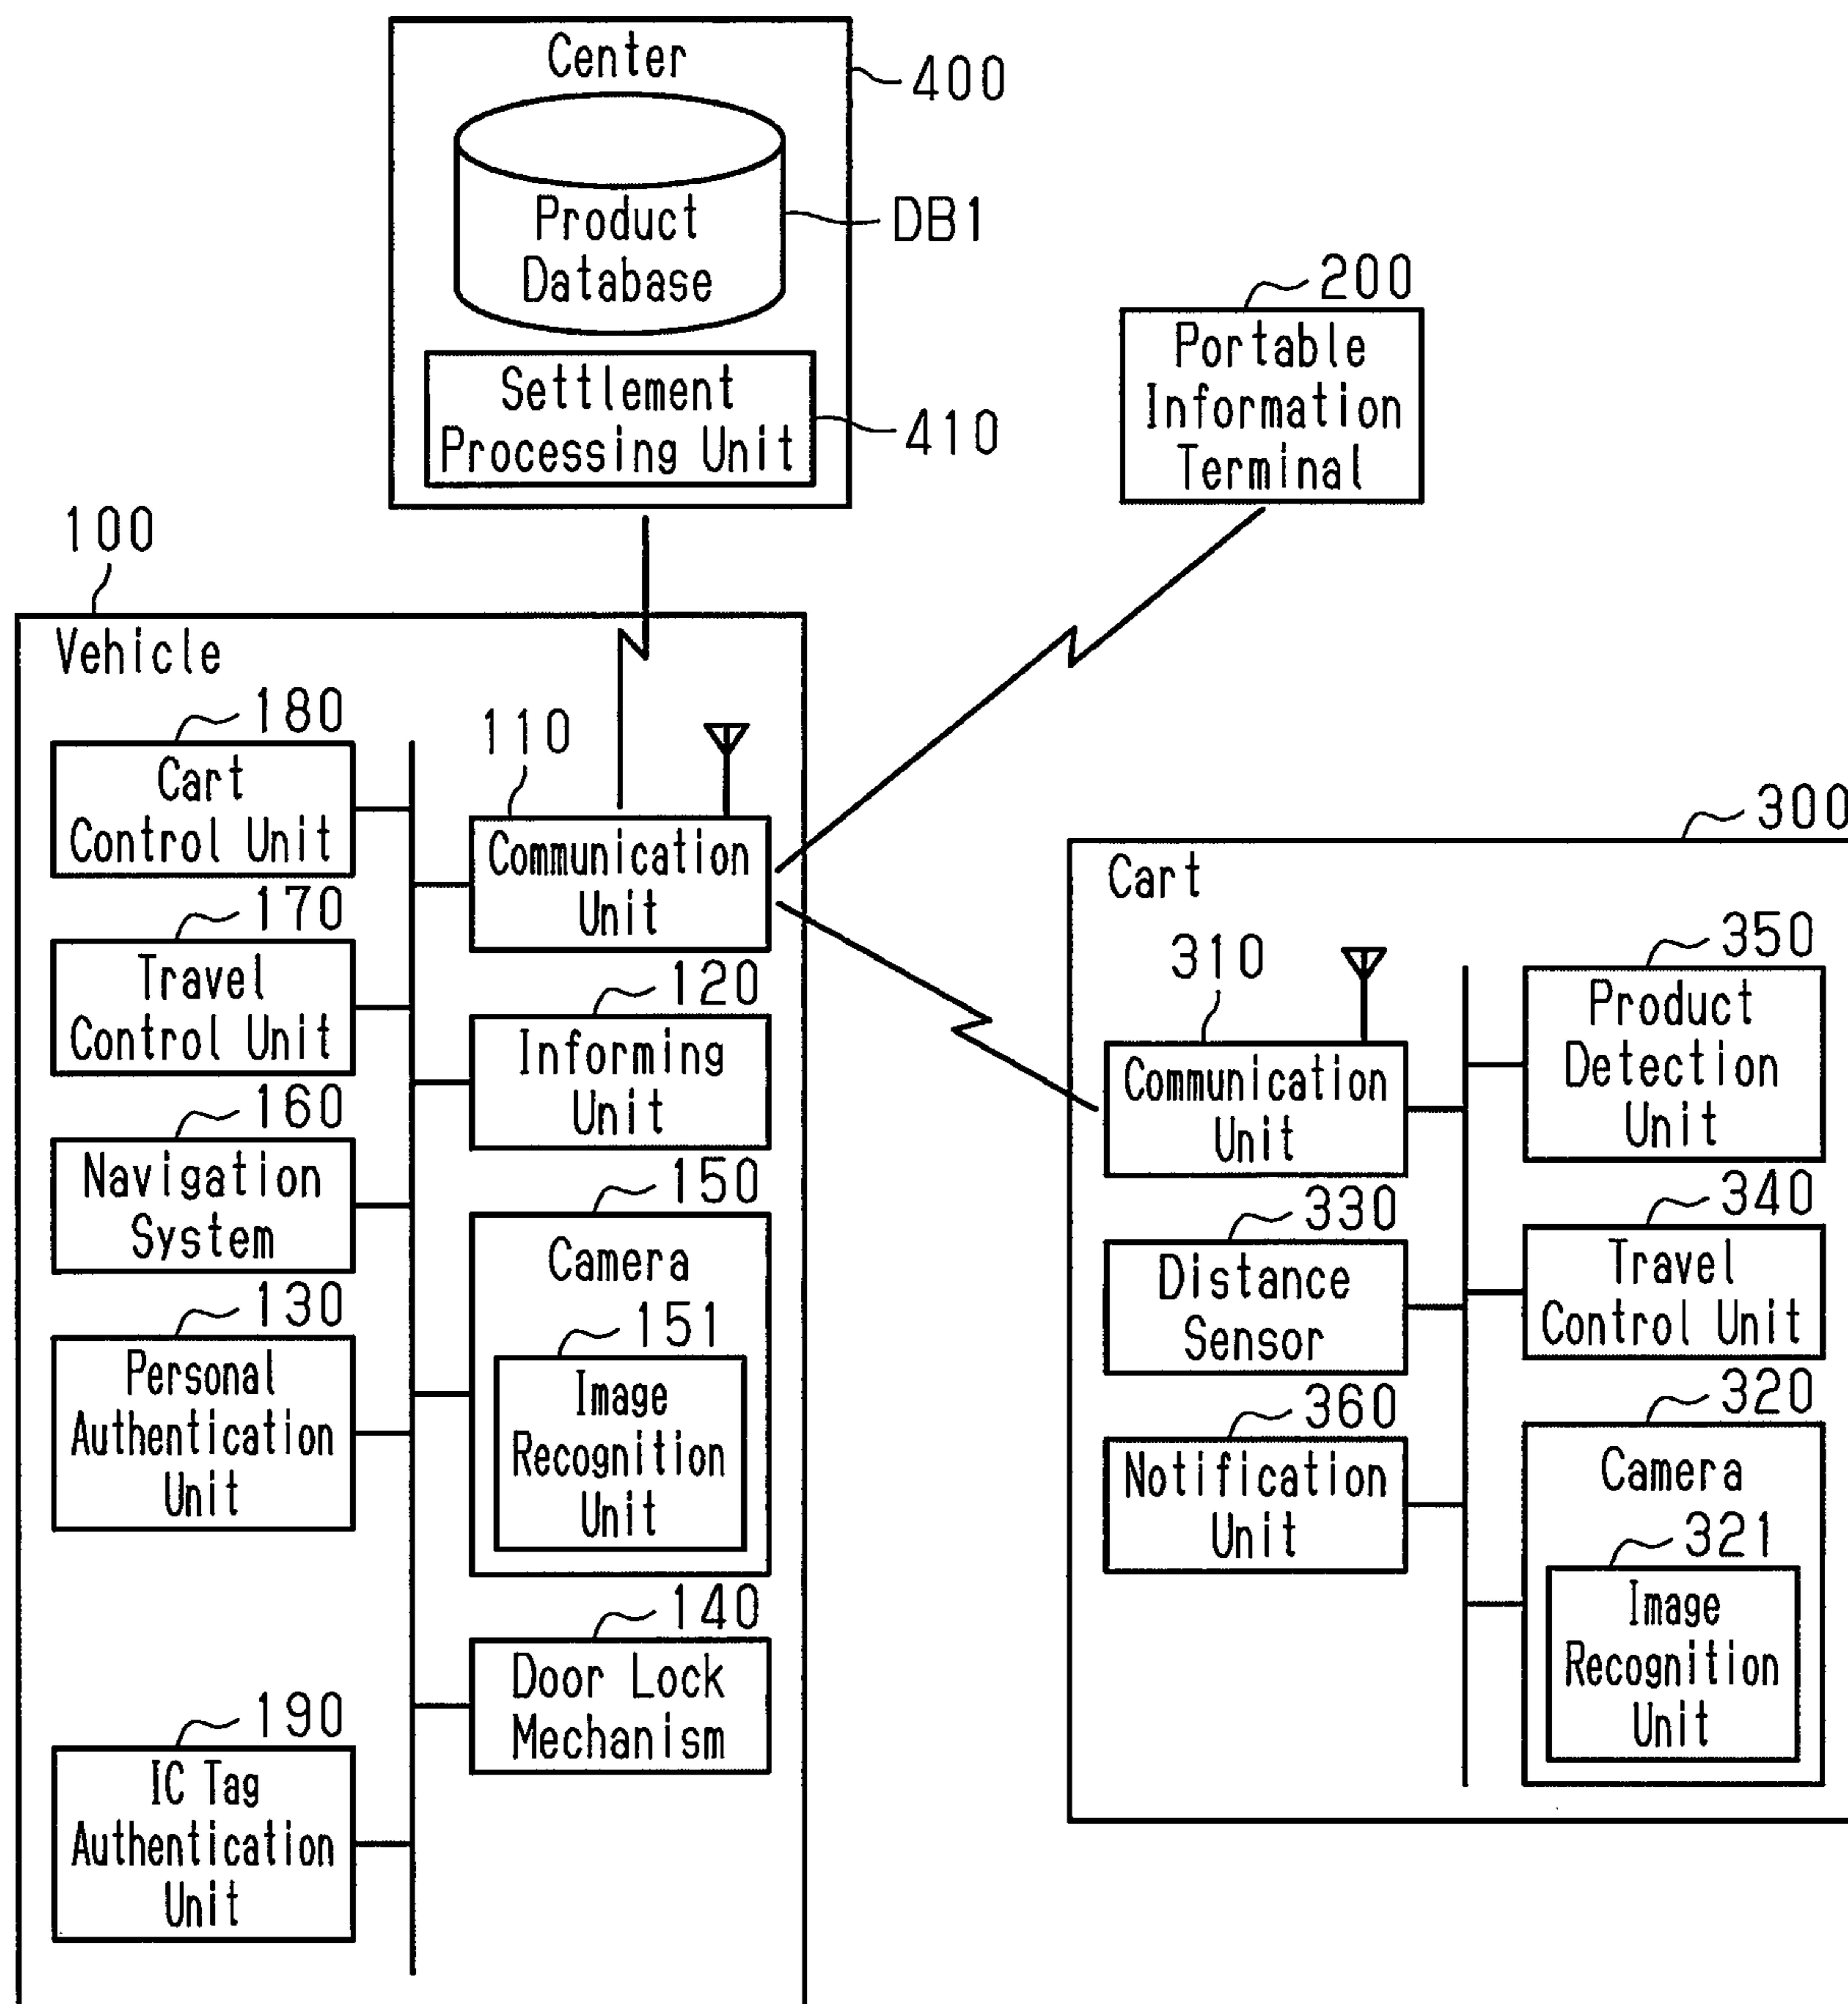 Center
400
Product
Database
DB1
Settlement
Processing Unit
410
200
Portable
Information
Terminal
100
Vehicle
180
Cart
Control Unit
170
Travel
Control Unit
160
Navigation
System
130
Personal
Authentication
Unit
190
IC Tag
Authentication
Unit
110
Communication
Unit
120
Informing
Unit
150
Camera
151
Image
Recognition
Unit
140
Door Lock
Mechanism
300
Cart
310
Communication
Unit
330
Distance
Sensor
360
Notification
Unit
350
Product
Detection
Unit
340
Travel
Control Unit
320
Camera
321
Image
Recognition
Unit